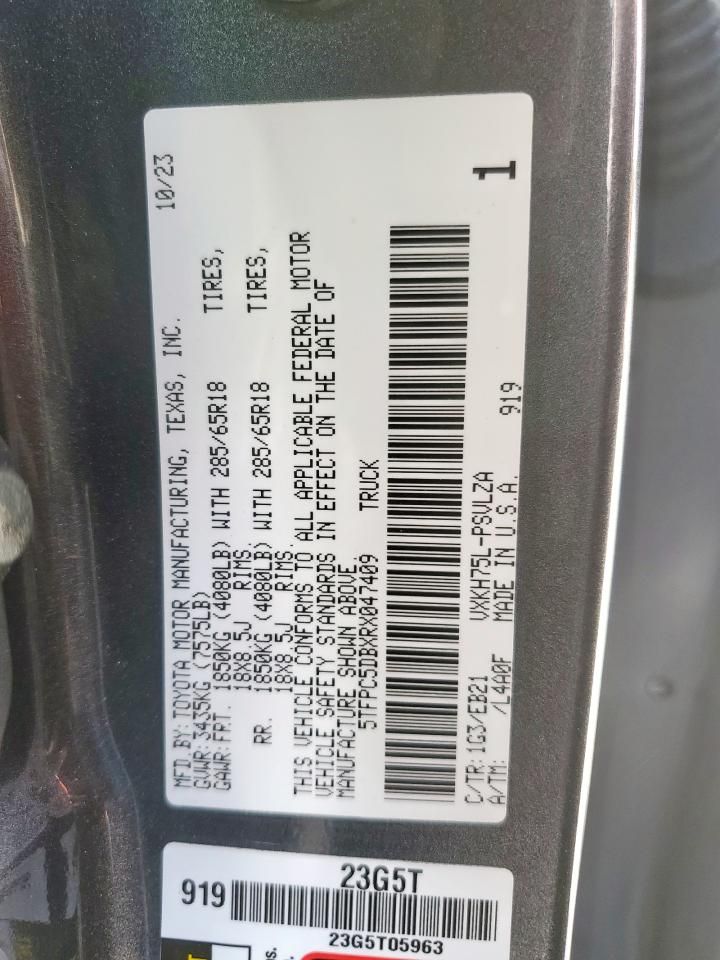 MFD.BY:TOYOTA MOTOR MANUFACTURING, TEXAS, INC. 10/23
GVWR:3435KG (7575LB)
GAWR:FRT. 1850KG (4080LB) WITH 285/65R18 TIRES,
18X8.5J RIMS,
RR. 1850KG (4080LB) WITH 285/65R18 TIRES,
18X8.5J RIMS.
THIS VEHICLE CONFORMS TO ALL APPLICABLE FEDERAL MOTOR
VEHICLE SAFETY STANDARDS IN EFFECT ON THE DATE OF
MANUFACTURE SHOWN ABOVE
5TFPC5DBXRX047409 TRUCK
C/TR:1G3/EB21 VXKH75L-PSVLZA 919
A/TM: /L4A0F MADE IN U.S.A. 1
23G5T
919
23G5T05963